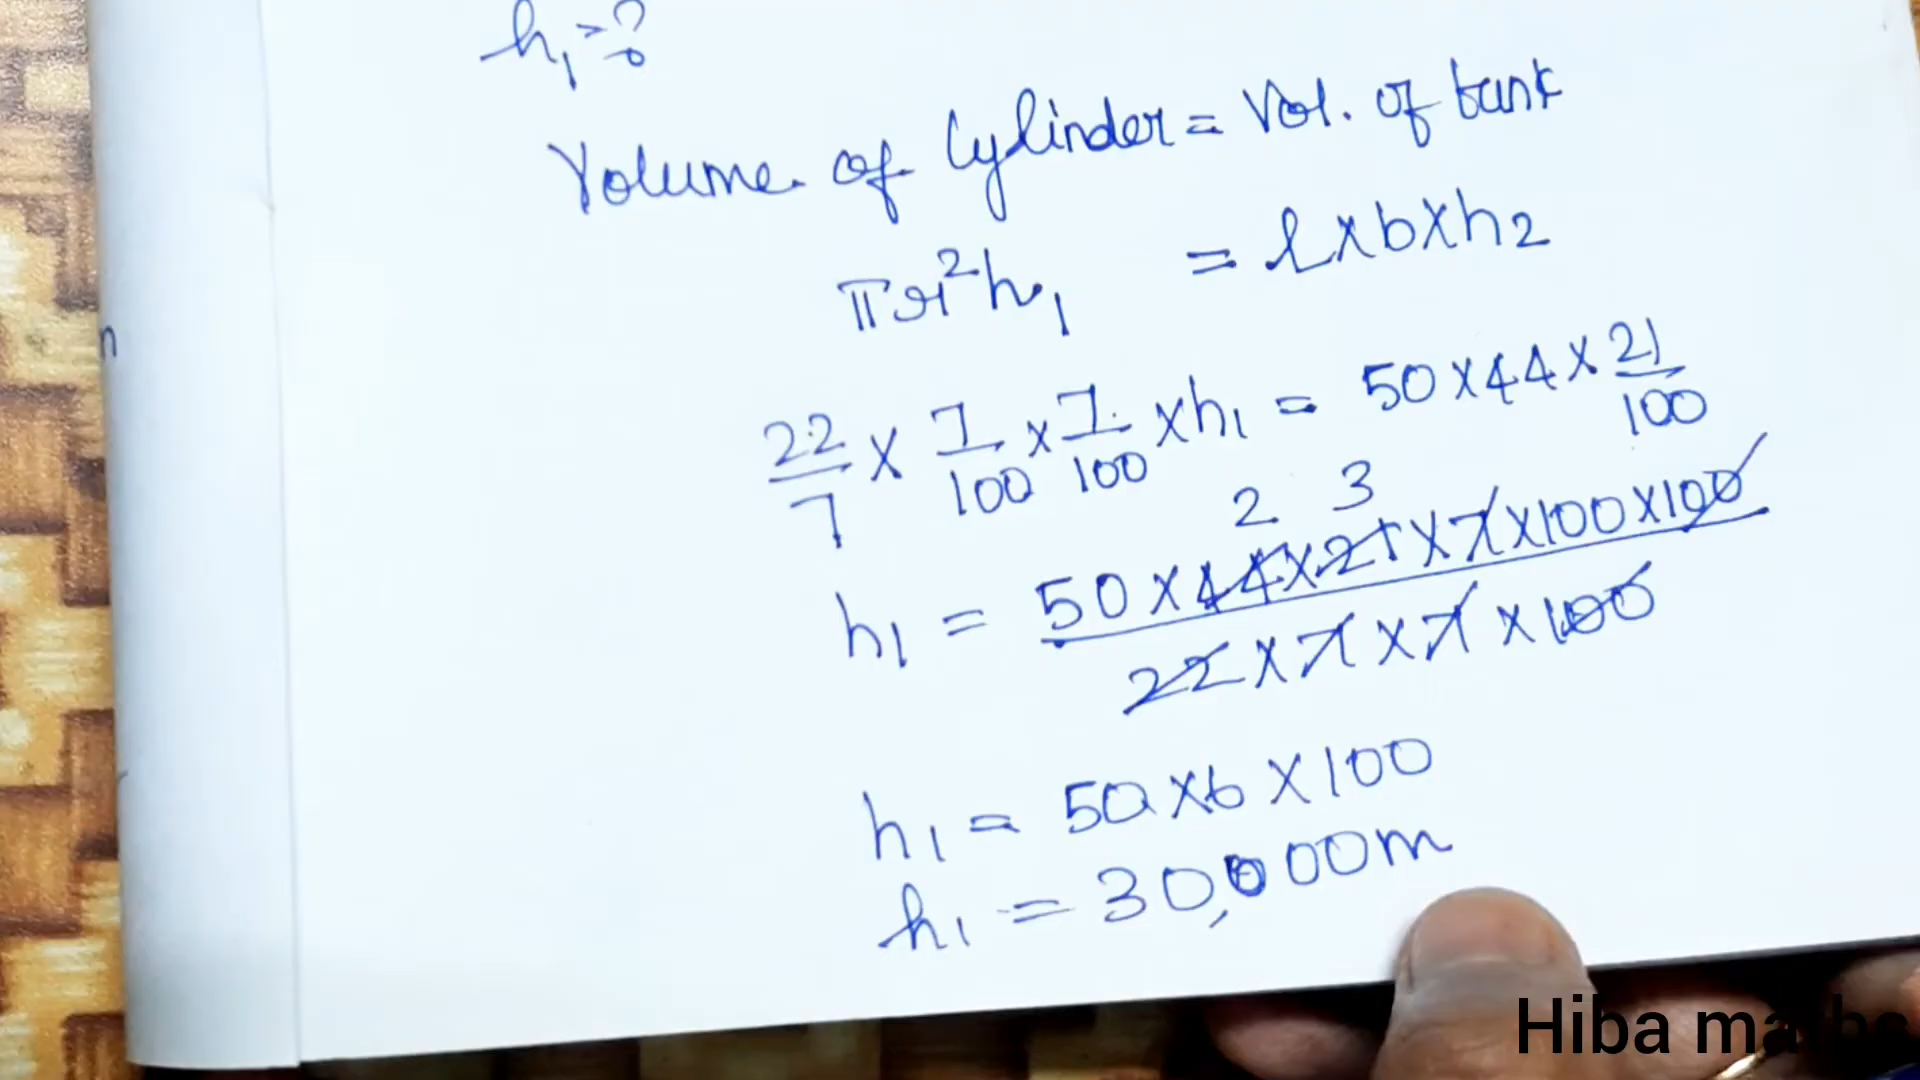 h₁ = ?
Volume of Cylinder = Vol. of tank
πr²h₁ = l×b×h₂
22/7 × 7/100 × 7/100 × h₁ = 50×44×21/100
2 3
h₁ = 50×44×21×7×100×100 / 22×7×7×100
h₁ = 50×6×100
h₁ = 30,000m
Hiba maths